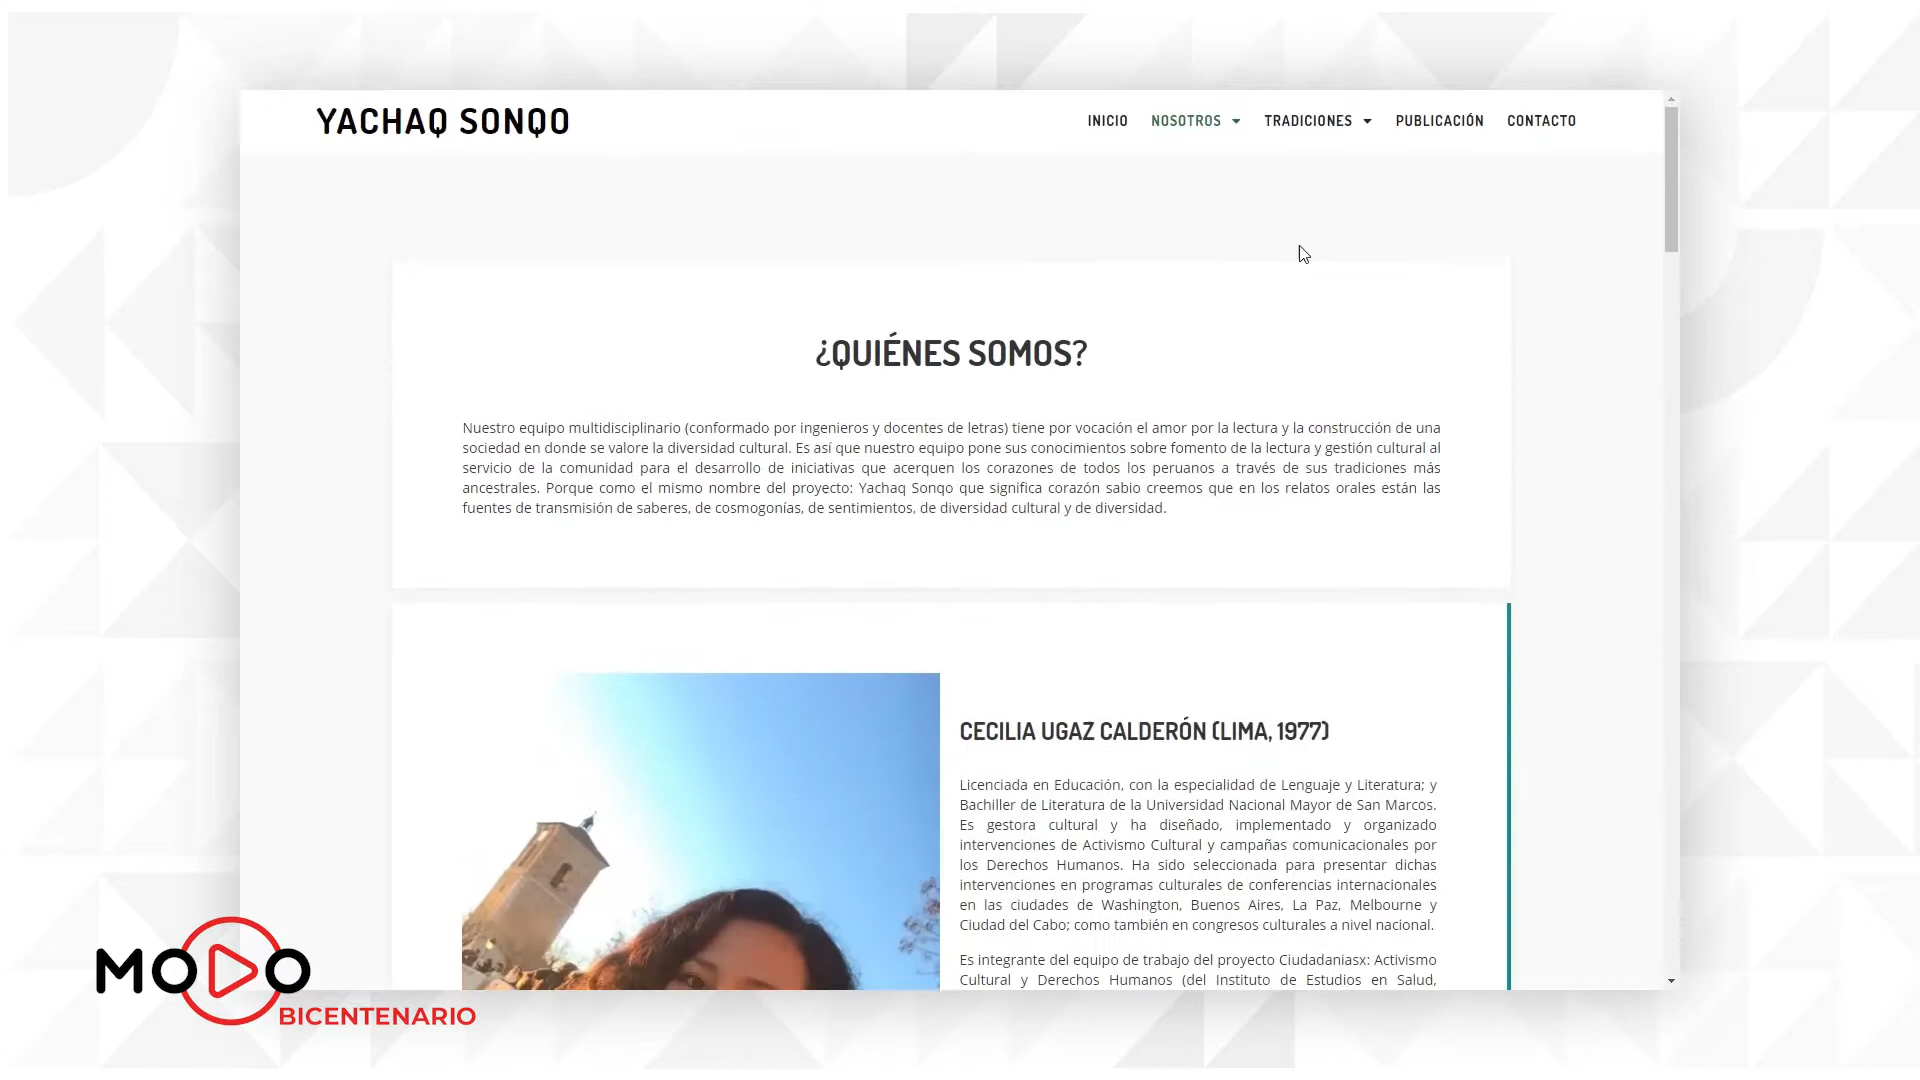 YACHAQ SONQO
INICIO NOSOTROS TRADICIONES PUBLICACIÓN CONTACTO
¿QUIÉNES SOMOS?
Nuestro equipo multidisciplinario (conformado por ingenieros y docentes de letras) tiene por vocación el amor por la lectura y la construcción de una
sociedad en donde se valore la diversidad cultural. Es así que nuestro equipo pone sus conocimientos sobre fomento de la lectura y gestión cultural al
servicio de la comunidad para el desarrollo de iniciativas que acerquen los corazones de todos los peruanos a través de sus tradiciones más
ancestrales. Porque como el mismo nombre del proyecto: Yachaq Sonqo que significa corazón sabio creemos que en los relatos orales están las
fuentes de transmisión de saberes, de cosmogonías, de sentimientos, de diversidad cultural y de diversidad.
CECILIA UGAZ CALDERÓN (LIMA, 1977)
Licenciada en Educación, con la especialidad de Lenguaje y Literatura; y
Bachiller de Literatura de la Universidad Nacional Mayor de San Marcos.
Es gestora cultural y ha diseñado, implementado y organizado
intervenciones de Activismo Cultural y campañas comunicacionales por
los Derechos Humanos. Ha sido seleccionada para presentar dichas
intervenciones en programas culturales de conferencias internacionales
en las ciudades de Washington, Buenos Aires, La Paz, Melbourne y
Ciudad del Cabo; como también en congresos culturales a nivel nacional.
Es integrante del equipo de trabajo del proyecto Ciudadaniasx: Activismo
Cultural y Derechos Humanos (del Instituto de Estudios en Salud,
MODO
BICENTENARIO